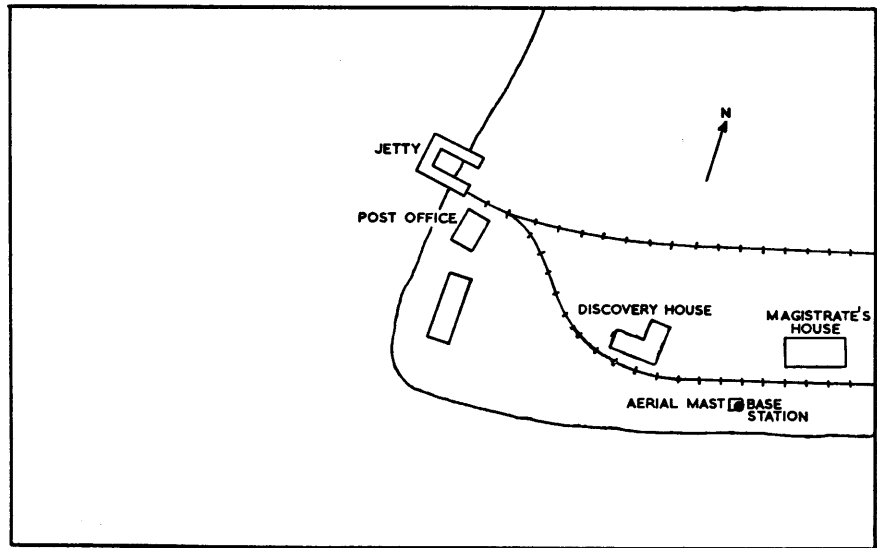 N
JETTY
POST OFFICE
DISCOVERY HOUSE
MAGISTRATE'S
HOUSE
AERIAL MAST
BASE
STATION